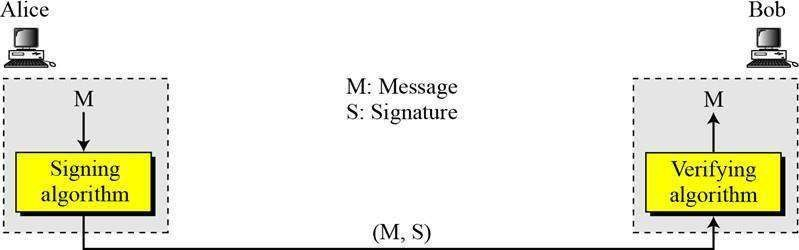 Alice
Bob
M: Message
S: Signature
M
M
Signing
algorithm
Verifying
algorithm
(M, S)